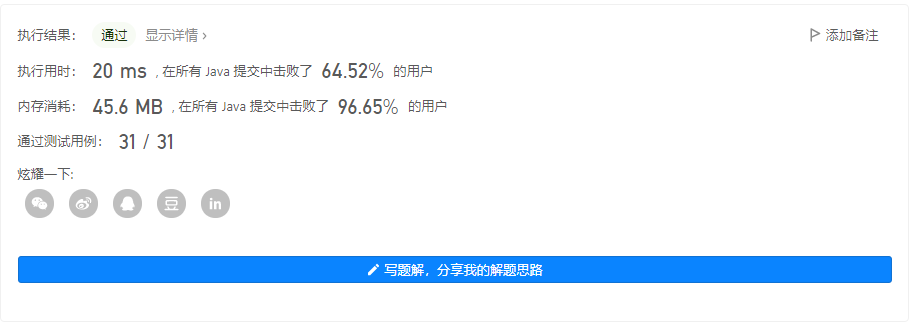 执行结果： 通过 显示详情 › 添加备注
执行用时： 20 ms , 在所有 Java 提交中击败了 64.52% 的用户
内存消耗： 45.6 MB , 在所有 Java 提交中击败了 96.65% 的用户
通过测试用例： 31 / 31
炫耀一下:
豆 in
写题解，分享我的解题思路